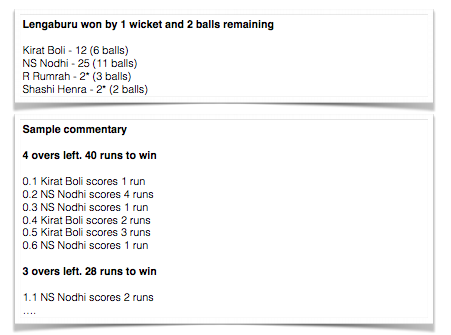 Lengaburu won by 1 wicket and 2 balls remaining
Kirat Boli - 12 (6 balls)
NS Nodhi - 25 (11 balls)
R Rumrah - 2* (3 balls)
Shashi Henra - 2* (2 balls)
Sample commentary
4 overs left. 40 runs to win
0.1 Kirat Boli scores 1 run
0.2 NS Nodhi scores 4 runs
0.3 NS Nodhi scores 1 run
0.4 Kirat Boli scores 2 runs
0.5 Kirat Boli scores 3 runs
0.6 NS Nodhi scores 1 run
3 overs left. 28 runs to win
1.1 NS Nodhi scores 2 runs
....